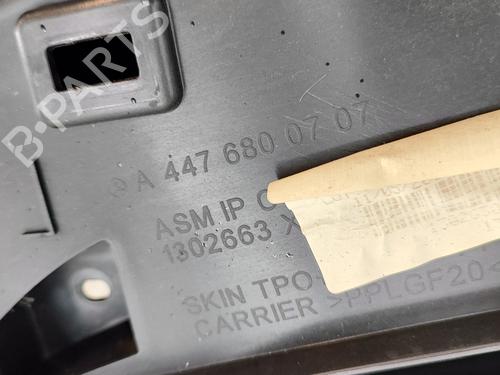 B-PARTS
A 447 680 07 07
ASM IP
1302663 X
SKIN TPO
CARRIER >PPLGF20<